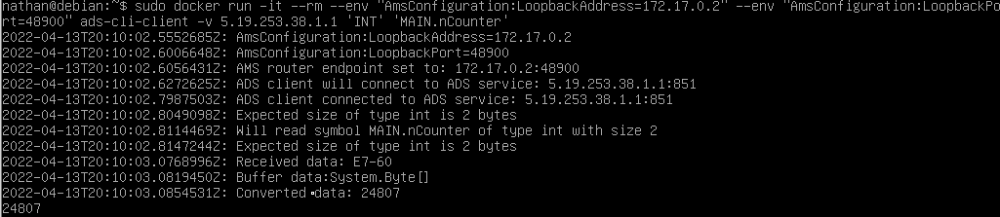 nathan@debian:~$ sudo docker run -it --rm --env "AmsConfiguration:LoopbackAddress=172.17.0.2" --env "AmsConfiguration:LoopbackPo
rt=48900" ads-cli-client -v 5.19.253.38.1.1 'INT' 'MAIN.nCounter'
2022-04-13T20:10:02.5552685Z: AmsConfiguration:LoopbackAddress=172.17.0.2
2022-04-13T20:10:02.6006648Z: AmsConfiguration:LoopbackPort=48900
2022-04-13T20:10:02.6056431Z: AMS router endpoint set to: 172.17.0.2:48900
2022-04-13T20:10:02.6272625Z: ADS client will connect to ADS service: 5.19.253.38.1.1:851
2022-04-13T20:10:02.7987503Z: ADS client connected to ADS service: 5.19.253.38.1.1:851
2022-04-13T20:10:02.8049098Z: Expected size of type int is 2 bytes
2022-04-13T20:10:02.8114469Z: Will read symbol MAIN.nCounter of type int with size 2
2022-04-13T20:10:02.8147244Z: Expected size of type int is 2 bytes
2022-04-13T20:10:03.0768996Z: Received data: E7-60
2022-04-13T20:10:03.0819450Z: Buffer data:System.Byte[]
2022-04-13T20:10:03.0854531Z: Converted data: 24807
24807